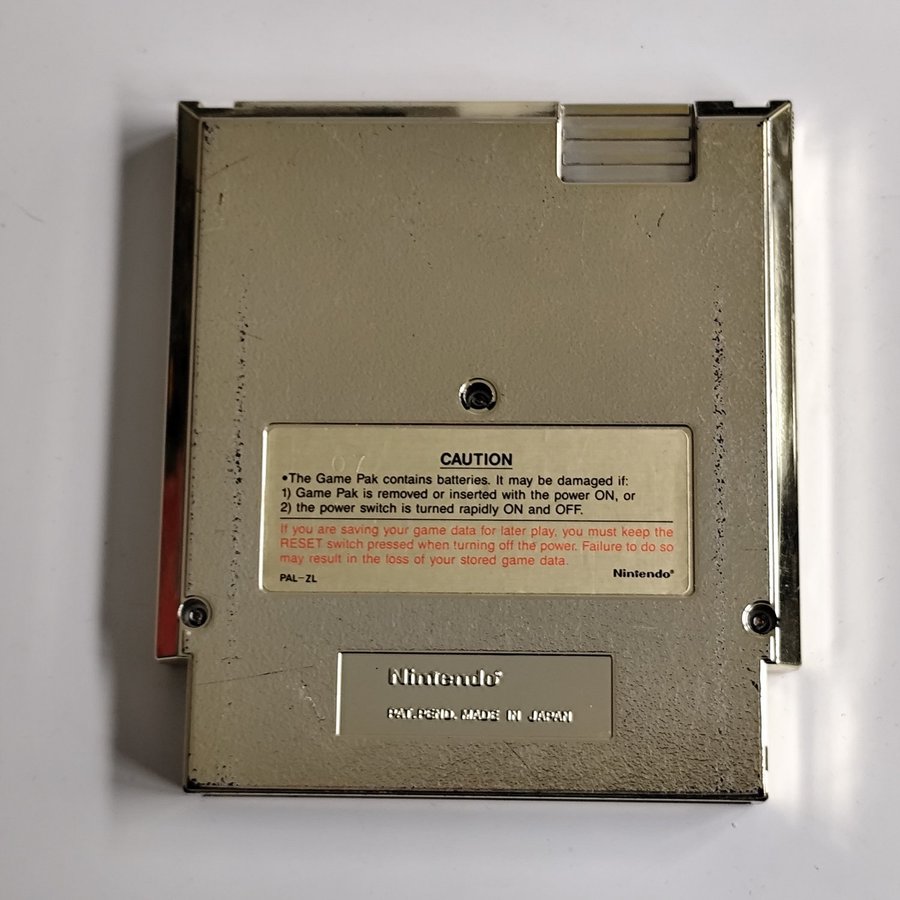 CAUTION
•The Game Pak contains batteries. It may be damaged if:
1) Game Pak is removed or inserted with the power ON, or
2) the power switch is turned rapidly ON and OFF.
If you are saving your game data for later play, you must keep the
RESET switch pressed when turning off the power. Failure to do so
may result in the loss of your stored game data.
PAL-ZL Nintendo®
Nintendo®
PAT.PEND. MADE IN JAPAN